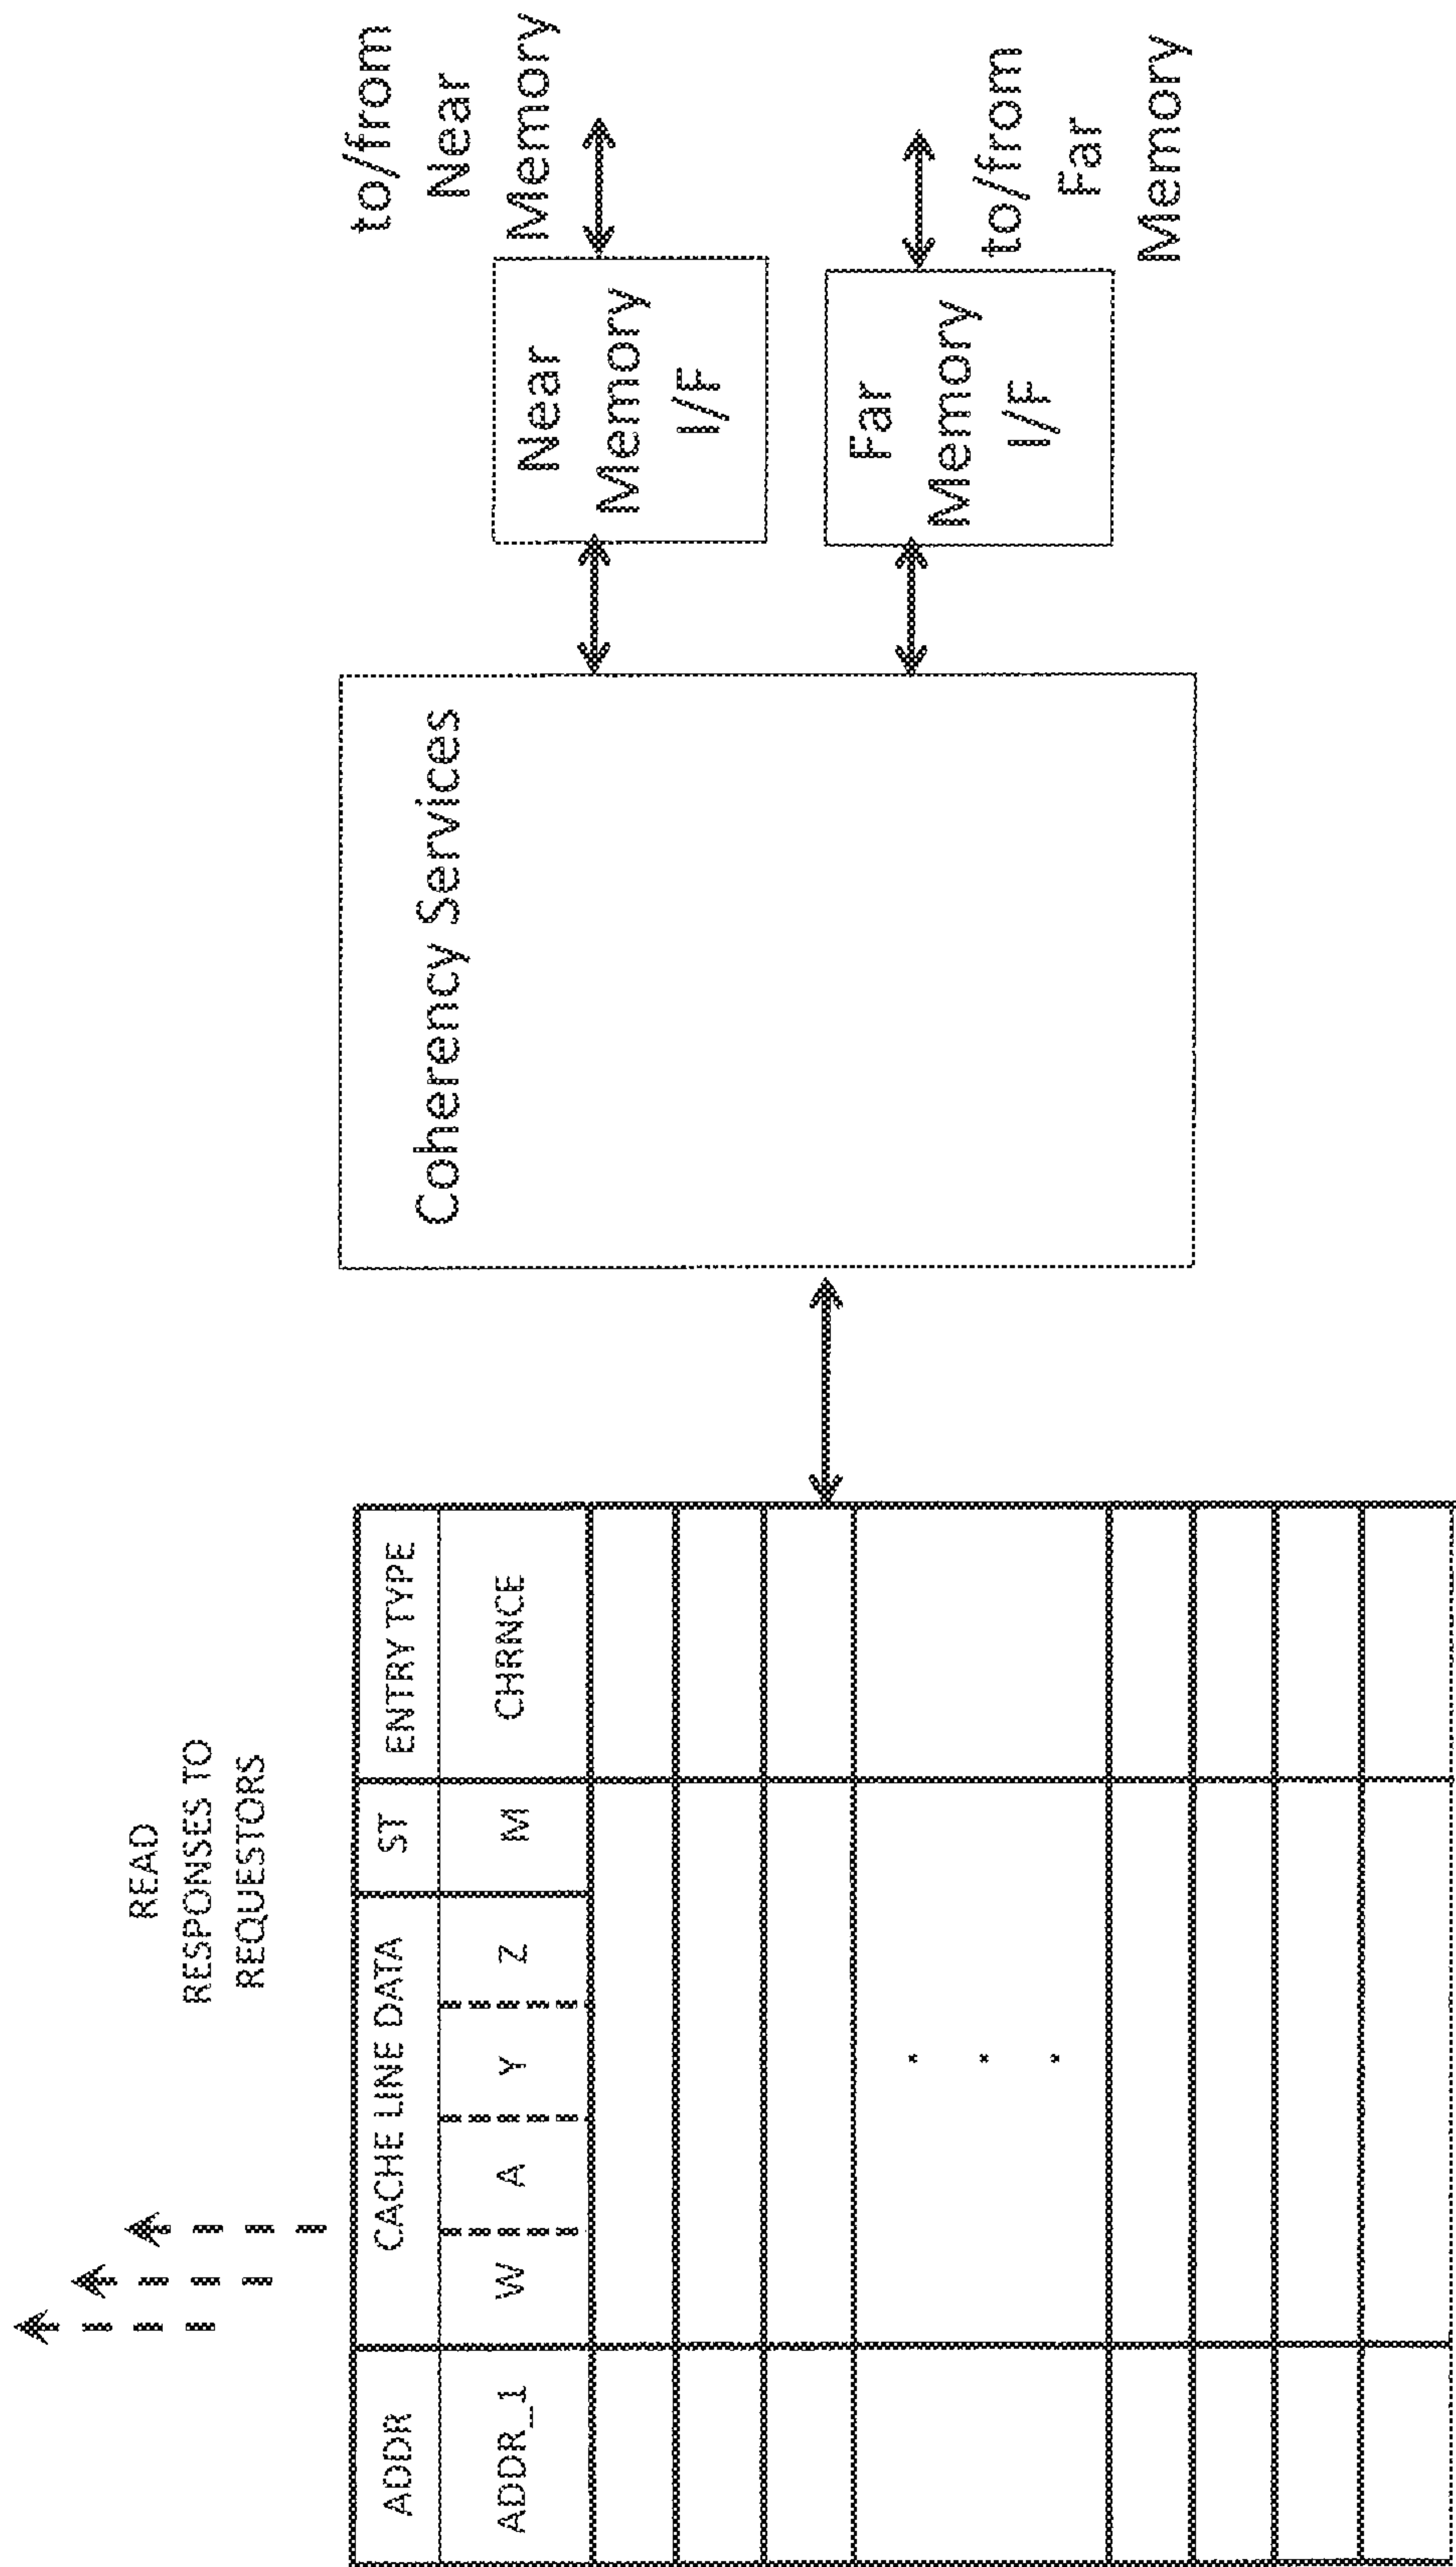 READ
RESPONSES TO
REQUESTORS
ADDR CACHE LINE DATA ST ENTRY TYPE
ADDR_1 W A Y Z M CHRNCE
. . .
Coherency Services
Near
Memory
I/F
to/from
Near
Memory
Far
Memory
I/F
to/from
Far
Memory